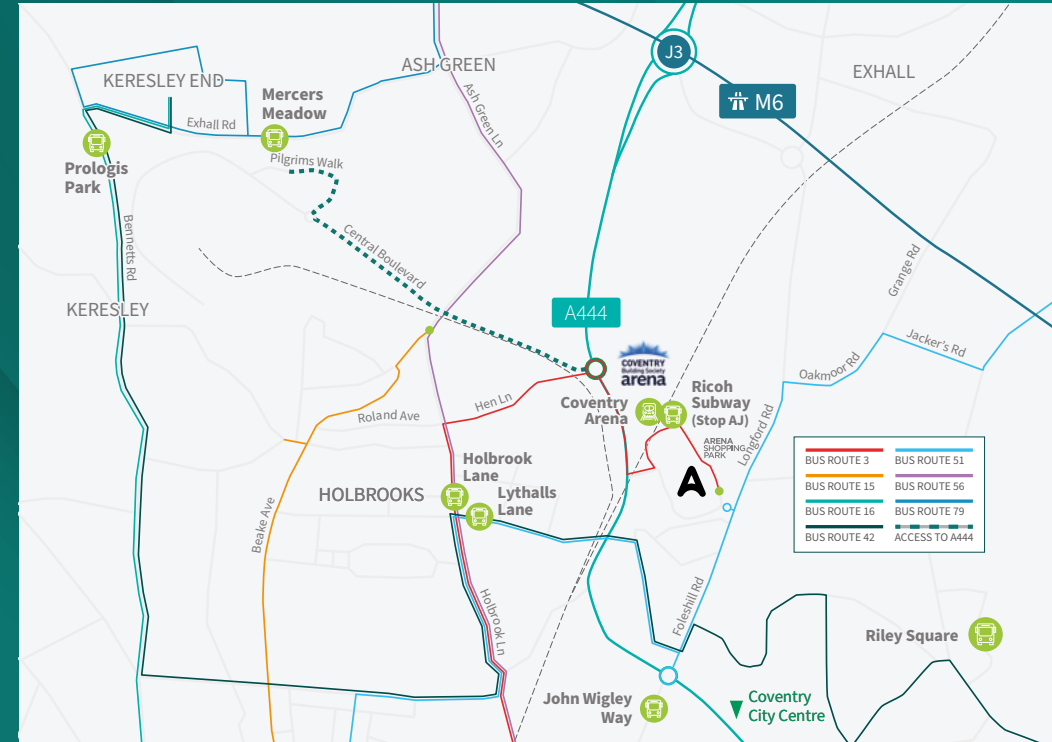 J3
M6
KERESLEY END
ASH GREEN
EXHALL
Mercers
Meadow
Exhall Rd
Ash Green Ln
Pilgrims Walk
Prologis
Park
Bennetts Rd
Central Boulevard
Grange Rd
KERESLEY
A444
Jacker's Rd
Oakmoor Rd
COVENTRY
Building Society
arena
Ricoh
Subway
(Stop AJ)
Coventry
Arena
Hen Ln
Roland Ave
Longford Rd
ARENA
SHOPPING
PARK
A
Holbrook
Lane
Lythalls
Lane
HOLBROOKS
Beake Ave
BUS ROUTE 3
BUS ROUTE 51
BUS ROUTE 15
BUS ROUTE 56
BUS ROUTE 16
BUS ROUTE 79
BUS ROUTE 42
ACCESS TO A444
Holbrook Ln
Foleshill Rd
Riley Square
John Wigley
Way
Coventry
City Centre